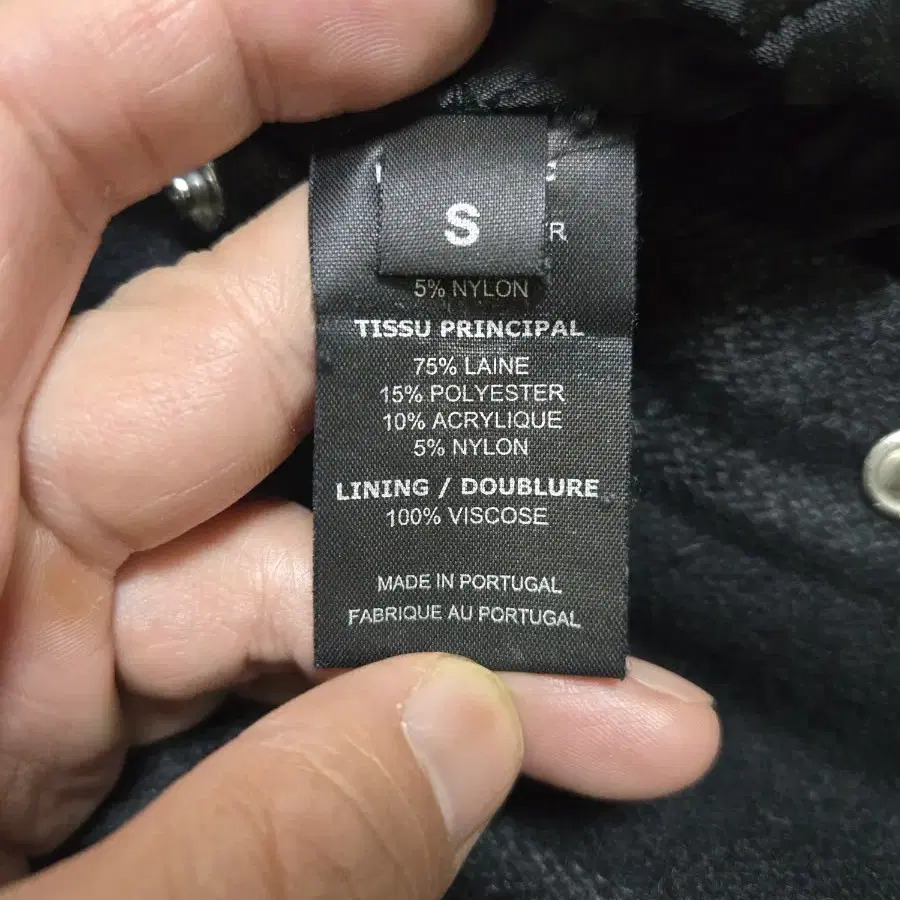 S
5% NYLON
TISSU PRINCIPAL
75% LAINE
15% POLYESTER
10% ACRYLIQUE
5% NYLON
LINING / DOUBLURE
100% VISCOSE
MADE IN PORTUGAL
FABRIQUE AU PORTUGAL